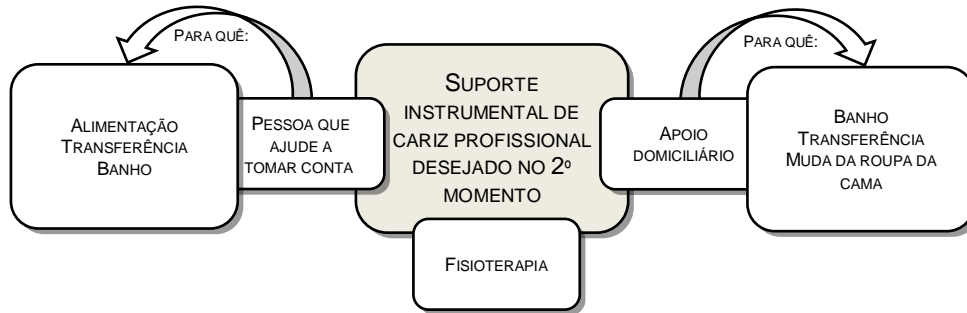 PARA QUÊ:
ALIMENTAÇÃO
TRANSFERÊNCIA
BANHO
PESSOA QUE
AJUDE A
TOMAR CONTA
SUPORTE
INSTRUMENTAL DE
CARIZ PROFISSIONAL
DESEJADO NO 2º
MOMENTO
FISIOTERAPIA
APOIO
DOMICILIÁRIO
PARA QUÊ:
BANHO
TRANSFERÊNCIA
MUDA DA ROUPA DA
CAMA